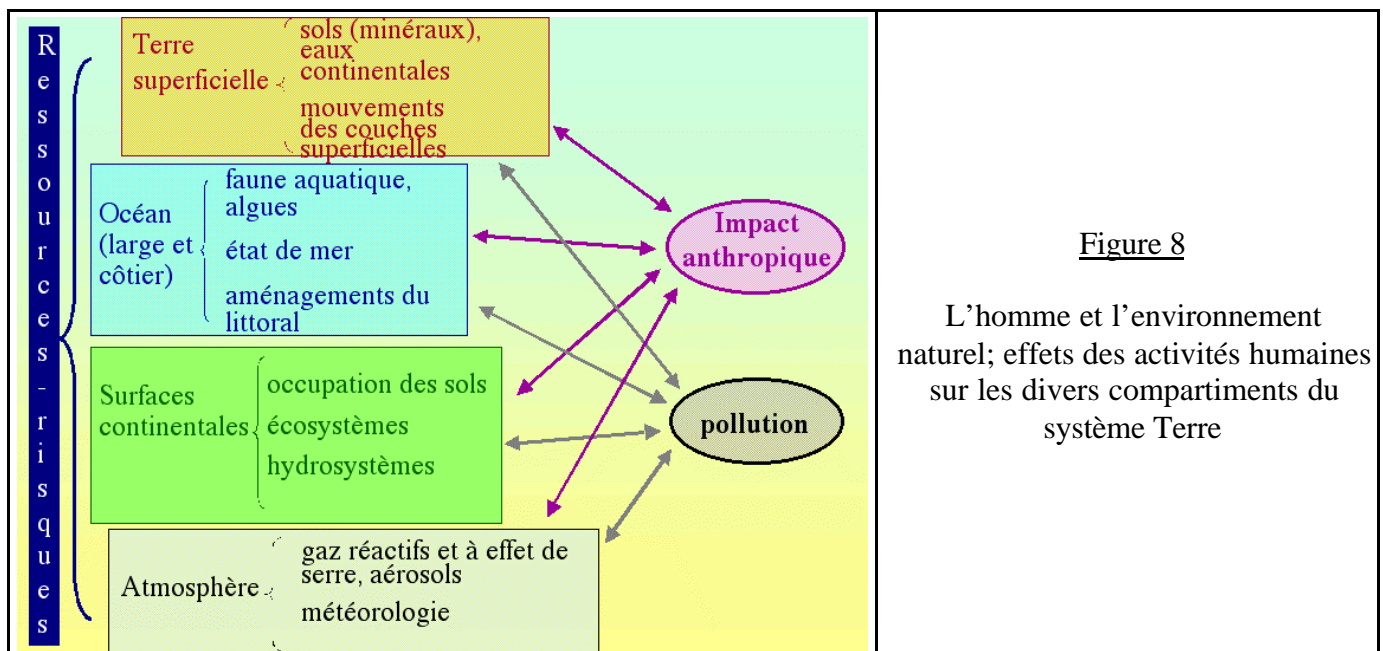 Ressources-risques
Terre
superficielle
sols (minéraux),
eaux
continentales
mouvements
des couches
superficielles
Océan
(large et
côtier)
faune aquatique,
algues
état de mer
aménagements du
littoral
Surfaces
continentales
occupation des sols
écosystèmes
hydrosystèmes
Atmosphère
gaz réactifs et à effet de
serre, aérosols
météorologie
Impact
anthropique
pollution
Figure 8
L’homme et l’environnement
naturel; effets des activités humaines
sur les divers compartiments du
système Terre